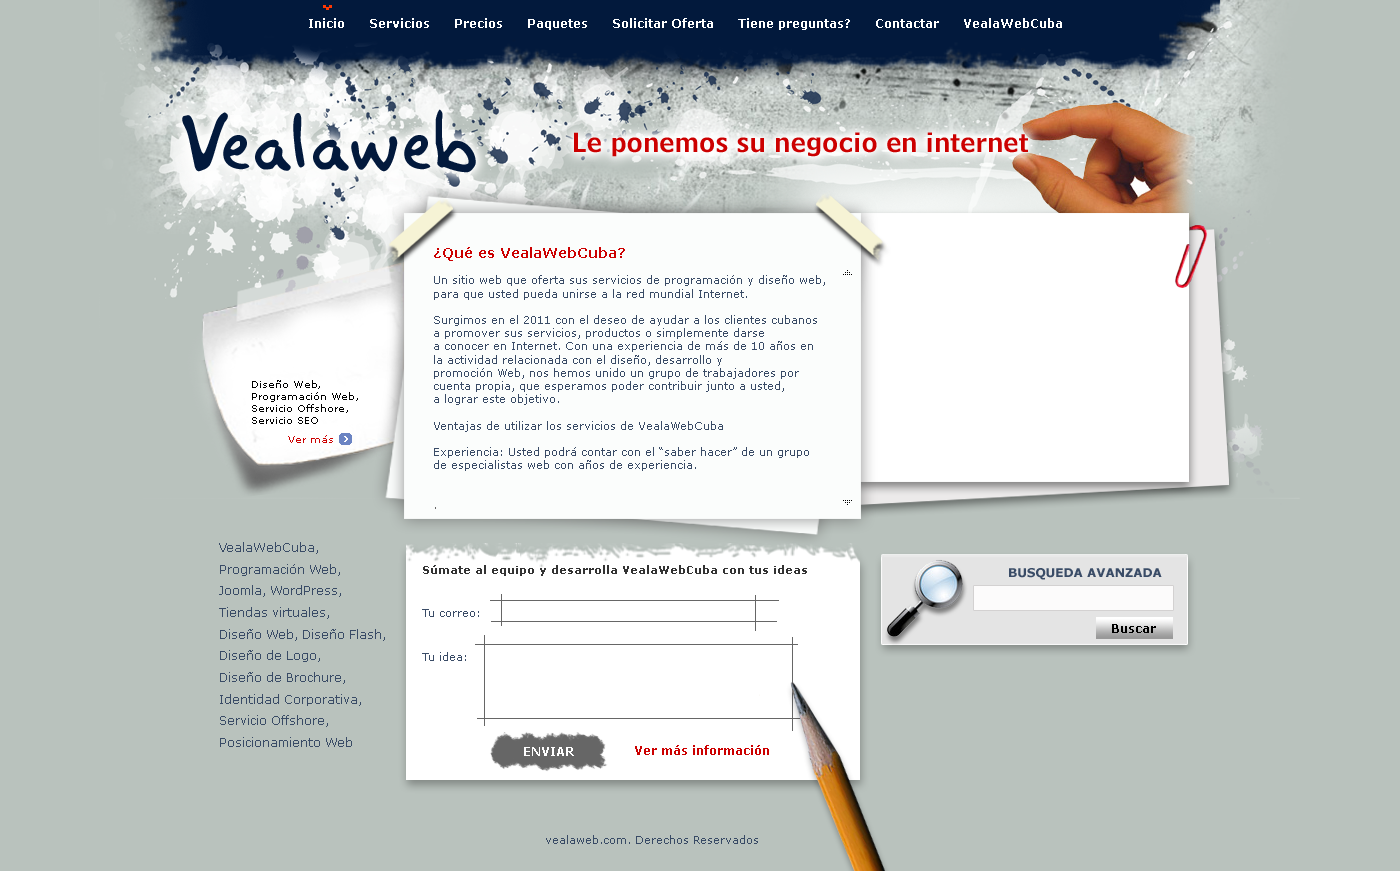 Inicio Servicios Precios Paquetes Solicitar Oferta Tiene preguntas? Contactar VealaWebCuba
Vealaweb
Le ponemos su negocio en internet
¿Qué es VealaWebCuba?
Un sitio web que oferta sus servicios de programación y diseño web,
para que usted pueda unirse a la red mundial Internet.
Surgimos en el 2011 con el deseo de ayudar a los clientes cubanos
a promover sus servicios, productos o simplemente darse
a conocer en Internet. Con una experiencia de más de 10 años en
la actividad relacionada con el diseño, desarrollo y
promoción Web, nos hemos unido un grupo de trabajadores por
cuenta propia, que esperamos poder contribuir junto a usted,
a lograr este objetivo.
Ventajas de utilizar los servicios de VealaWebCuba
Experiencia: Usted podrá contar con el “saber hacer” de un grupo
de especialistas web con años de experiencia.
.
Diseño Web,
Programación Web,
Servicio Offshore,
Servicio SEO
Ver más
VealaWebCuba,
Programación Web,
Joomla, WordPress,
Tiendas virtuales,
Diseño Web, Diseño Flash,
Diseño de Logo,
Diseño de Brochure,
Identidad Corporativa,
Servicio Offshore,
Posicionamiento Web
Súmate al equipo y desarrolla VealaWebCuba con tus ideas
Tu correo:
Tu idea:
ENVIAR
Ver más información
BUSQUEDA AVANZADA
Buscar
vealaweb.com. Derechos Reservados